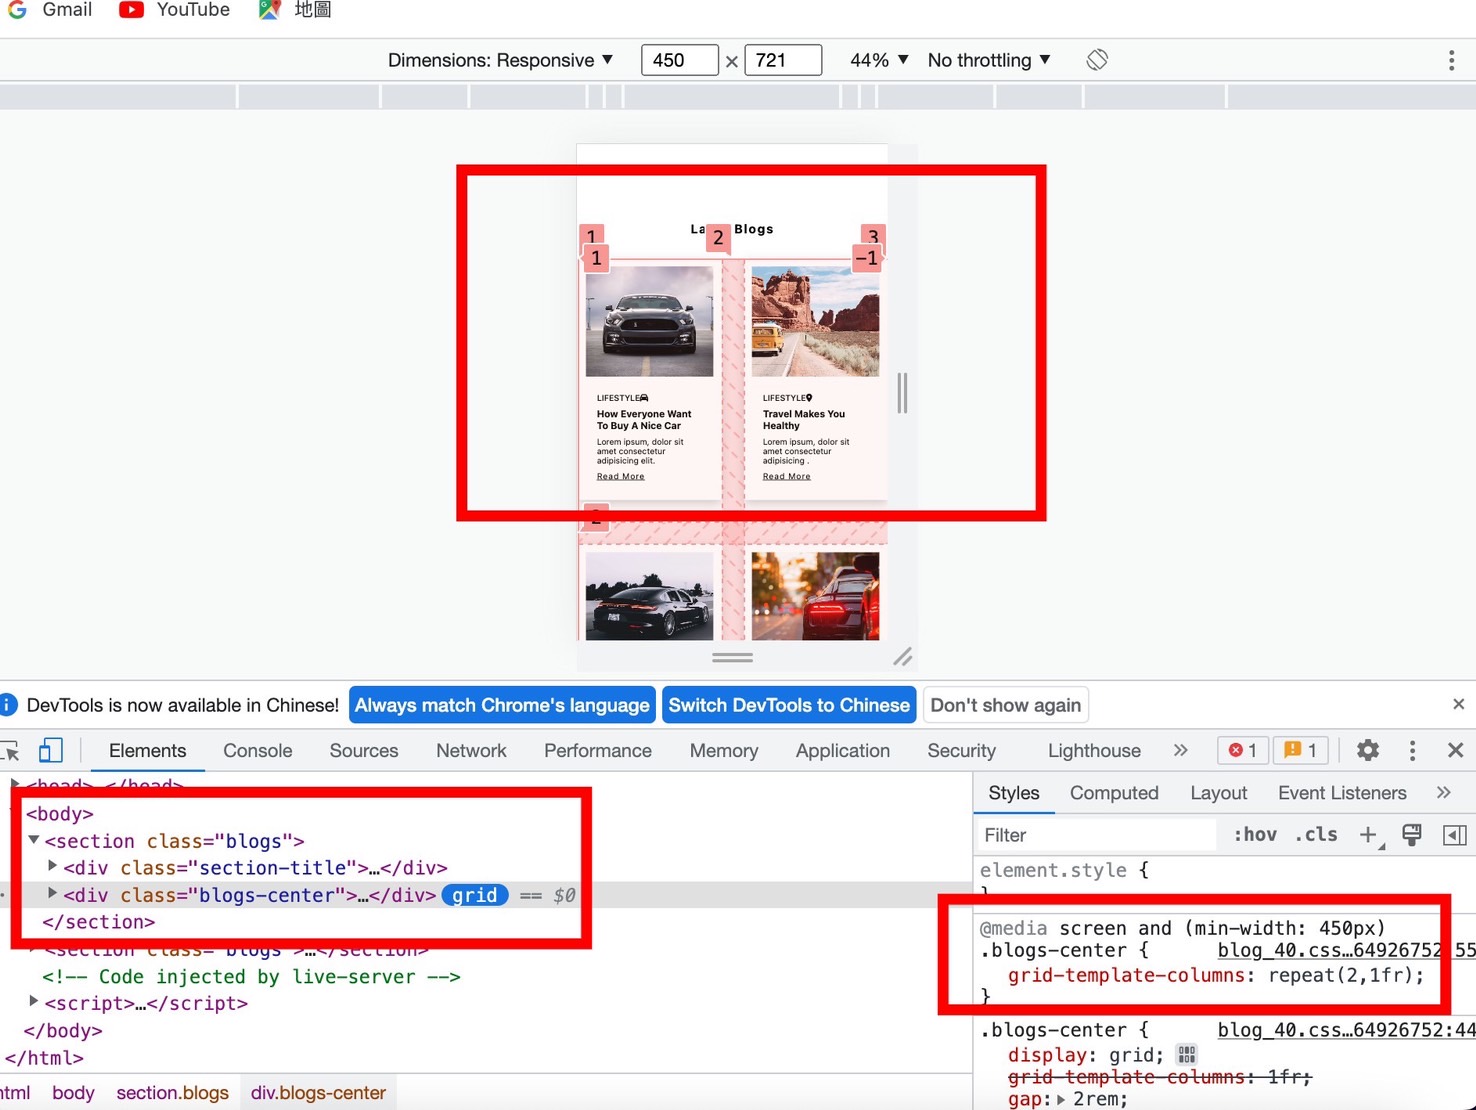 Gmail YouTube 地圖
Dimensions: Responsive ▼ 450 × 721 44% ▼ No throttling ▼
La Blogs
1 2 3
1 −1
LIFESTYLE LIFESTYLE
How Everyone Want Travel Makes You
To Buy A Nice Car Healthy
Lorem ipsum, dolor sit Lorem ipsum, dolor sit
amet consectetur amet consectetur
adipisicing elit. adipisicing .
Read More Read More
2
DevTools is now available in Chinese! Always match Chrome's language Switch DevTools to Chinese Don't show again ×
Elements Console Sources Network Performance Memory Application Security Lighthouse » 1 1
<head>…</head>
<body>
<section class="blogs">
<div class="section-title">…</div>
<div class="blogs-center">…</div> grid == $0
</section>
<section class="blogs">…</section>
<!-- Code injected by live-server -->
<script>…</script>
</body>
</html>
html body section.blogs div.blogs-center
Styles Computed Layout Event Listeners »
Filter :hov .cls +
element.style {
}
@media screen and (min-width: 450px)
.blogs-center { blog_40.css…64926752:55
grid-template-columns: repeat(2,1fr);
}
.blogs-center { blog_40.css…64926752:44
display: grid;
grid-template-columns: 1fr;
gap: ▶ 2rem;